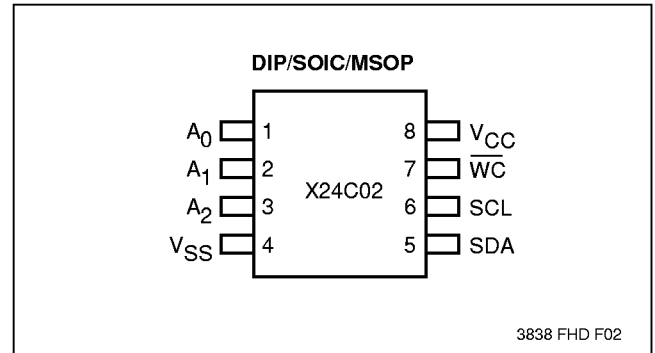 DIP/SOIC/MSOP
A0 1 8 VCC
A1 2 7 WC
X24C02
A2 3 6 SCL
VSS 4 5 SDA
3838 FHD F02